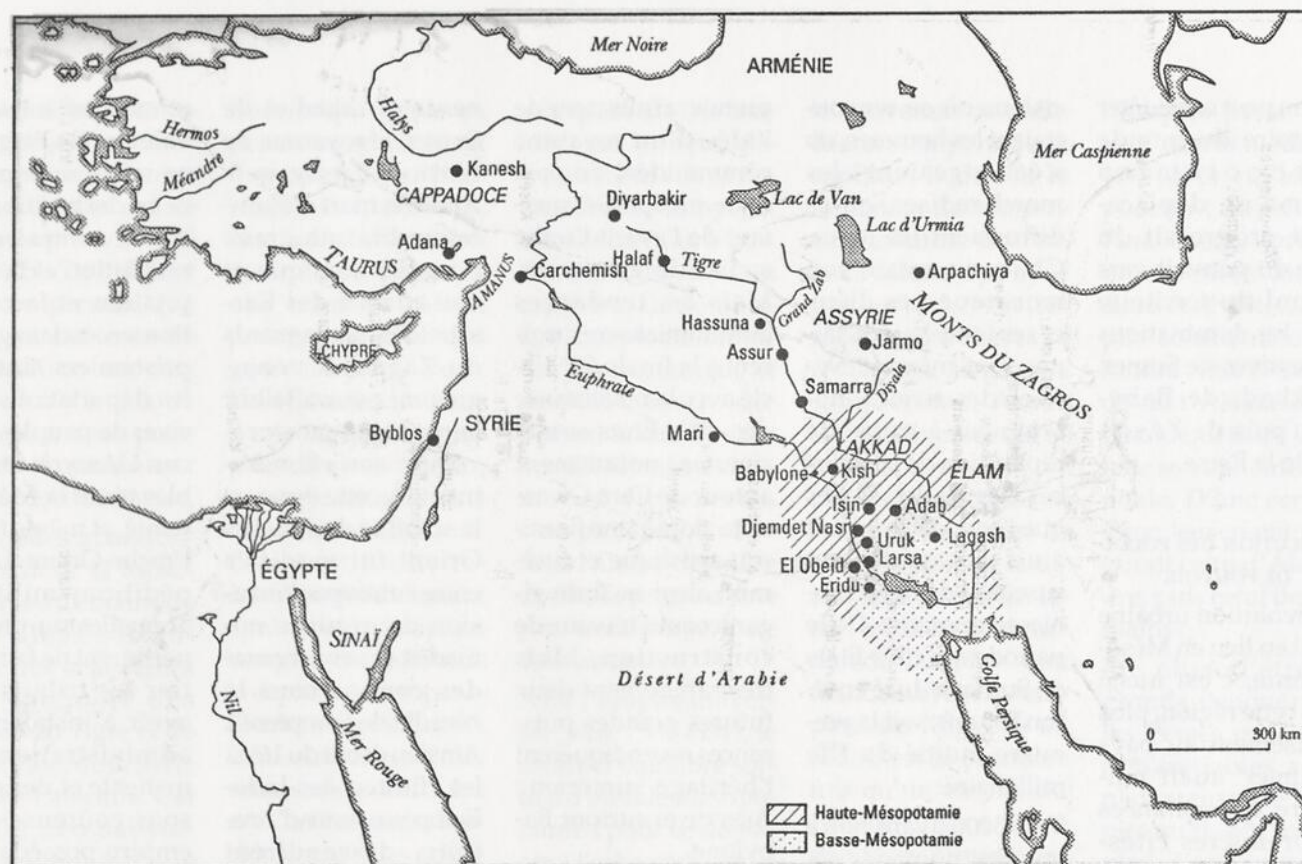 Mer Noire
ARMÉNIE
Halys
Hermos
Méandre
Mer Caspienne
Kanesh
CAPPADOCE
Diyarbakir
Lac de Van
Lac d'Urmia
Adana
TAURUS
AMANUS
Carchemish
Halaf
Tigre
Grand Zab
Arpachiya
Hassuna
ASSYRIE
MONTS DU ZAGROS
CHYPRE
Assur
Jarmo
Euphrate
Samarra
Diyala
Byblos
SYRIE
Mari
AKKAD
Babylone
Kish
ÉLAM
Isin
Adab
Djemdet Nasr
Uruk
Lagash
Larsa
El Obeid
Eridu
ÉGYPTE
SINAÏ
Désert d'Arabie
Golfe Persique
Nil
Mer Rouge
0 300 km
Haute-Mésopotamie
Basse-Mésopotamie